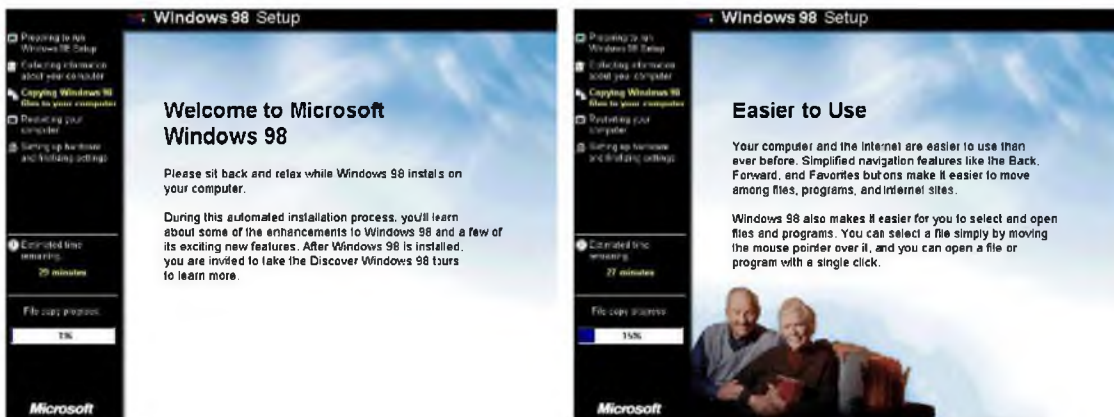 Windows 98 Setup
Preparing to run
Windows 98 Setup
Collecting information
about your computer
Copying Windows 98
files to your computer
Restarting your
computer
Setting up hardware
and finalizing settings
Estimated time
remaining:
29 minutes
File copy progress:
1%
Microsoft
Welcome to Microsoft
Windows 98
Please sit back and relax while Windows 98 installs on
your computer.
During this automated installation process, you'll learn
about some of the enhancements to Windows 98 and a few of
its exciting new features. After Windows 98 is installed,
you are invited to take the Discover Windows 98 tours
to learn more.
Windows 98 Setup
Preparing to run
Windows 98 Setup
Collecting information
about your computer
Copying Windows 98
files to your computer
Restarting your
computer
Setting up hardware
and finalizing settings
Estimated time
remaining:
27 minutes
File copy progress:
15%
Microsoft
Easier to Use
Your computer and the Internet are easier to use than
ever before. Simplified navigation features like the Back,
Forward, and Favorites buttons make it easier to move
among files, programs, and Internet sites.
Windows 98 also makes it easier for you to select and open
files and programs. You can select a file simply by moving
the mouse pointer over it, and you can open a file or
program with a single click.